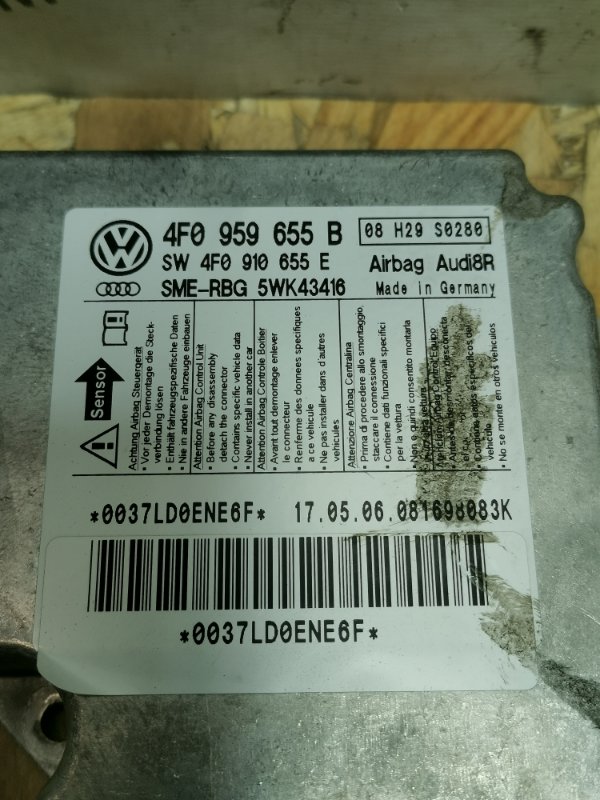 4F0 959 655 B
08 H29 S0280
SW 4F0 910 655 E
Airbag Audi8R
SME-RBG 5WK43416
Made in Germany
Sensor
Achtung Airbag Steuergerät
• Vor jeder Demontage die Steck-
verbindung lösen
• Enthält fahrzeugspezifische Daten
• Nie in andere Fahrzeuge einbauen
Attention Airbag Control Unit
• Before any disassembly
debate the connector
• Contains specific vehicle data
• Never install in another car
Attention Airbag Controle Boitier
• Avant tout demontage enlever
le connecteur
• Renferme des donnees specifiques
a ce vehicule
• Ne pas installer dans d'autres
vehicules
Attenzione Airbag Centralina
• Prima di procedere allo smontaggio
staccare il connessione
• Contiene dati funzionali specifici
per la vettura
• Non e quindi consentito montarla
vehiculo
• No se monte en otros vehiculos
*0037LD0ENE6F*
17.05.06.081698083K
*0037LD0ENE6F*